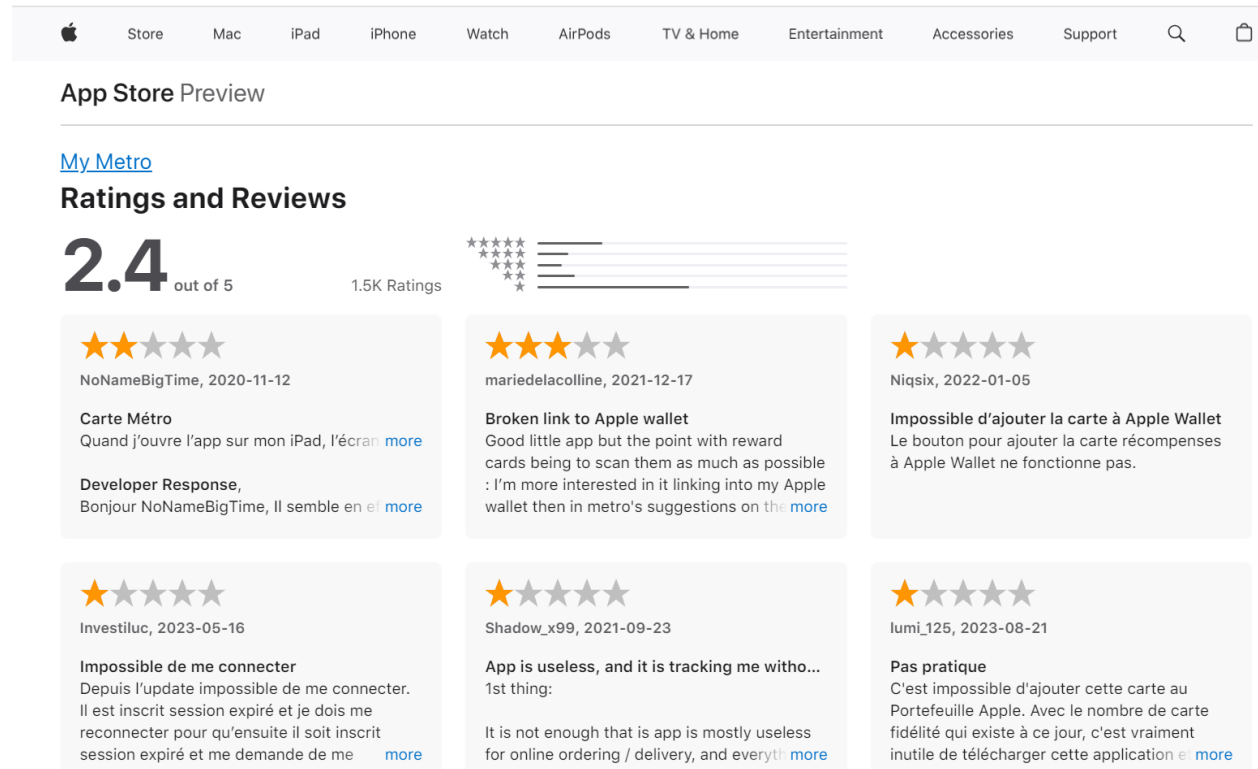 Store Mac iPad iPhone Watch AirPods TV & Home Entertainment Accessories Support
App Store Preview
My Metro
Ratings and Reviews
2.4 out of 5
1.5K Ratings
NoNameBigTime, 2020-11-12
Carte Métro
Quand j’ouvre l’app sur mon iPad, l’écran more
Developer Response,
Bonjour NoNameBigTime, Il semble en more
mariedelacolline, 2021-12-17
Broken link to Apple wallet
Good little app but the point with reward
cards being to scan them as much as possible
: I’m more interested in it linking into my Apple
wallet then in metro's suggestions on the more
Niqsix, 2022-01-05
Impossible d’ajouter la carte à Apple Wallet
Le bouton pour ajouter la carte récompenses
à Apple Wallet ne fonctionne pas.
Investiluc, 2023-05-16
Impossible de me connecter
Depuis l’update impossible de me connecter.
Il est inscrit session expiré et je dois me
reconnecter pour qu’ensuite il soit inscrit
session expiré et me demande de me more
Shadow_x99, 2021-09-23
App is useless, and it is tracking me witho...
1st thing:
It is not enough that is app is mostly useless
for online ordering / delivery, and everyth more
lumi_125, 2023-08-21
Pas pratique
C'est impossible d'ajouter cette carte au
Portefeuille Apple. Avec le nombre de carte
fidélité qui existe à ce jour, c'est vraiment
inutile de télécharger cette application more